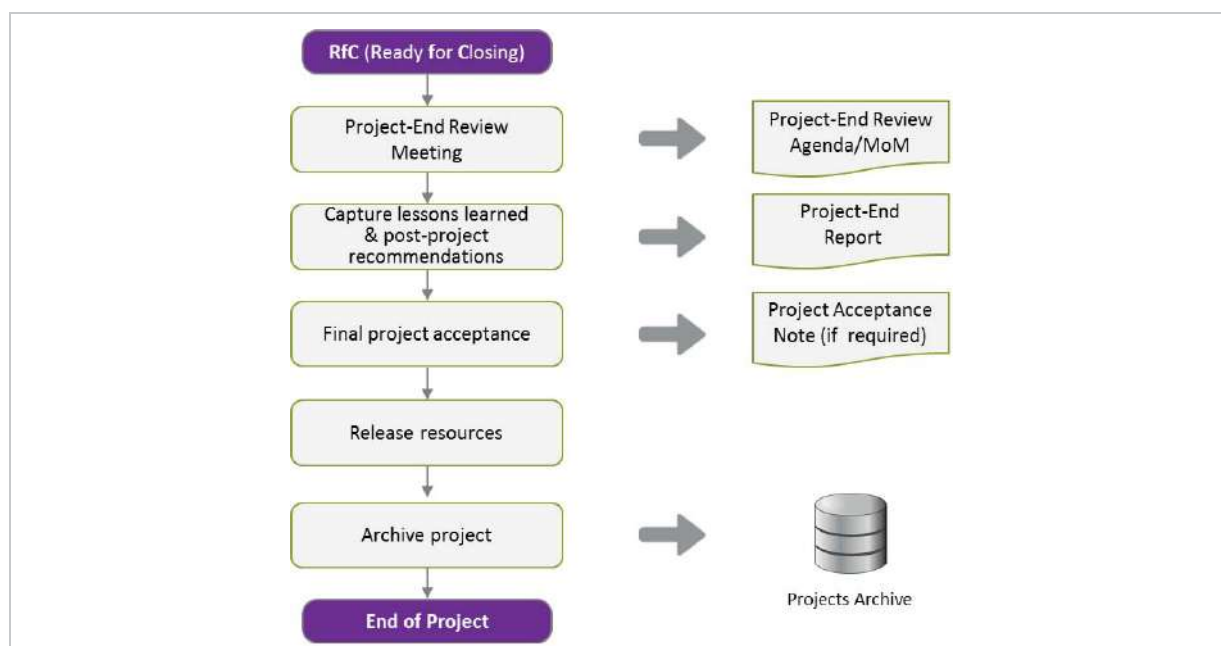 RfC (Ready for Closing)
Project-End Review
Meeting
Project-End Review
Agenda/MoM
Capture lessons learned
& post-project
recommendations
Project-End
Report
Final project acceptance
Project Acceptance
Note (if required)
Release resources
Archive project
Projects Archive
End of Project